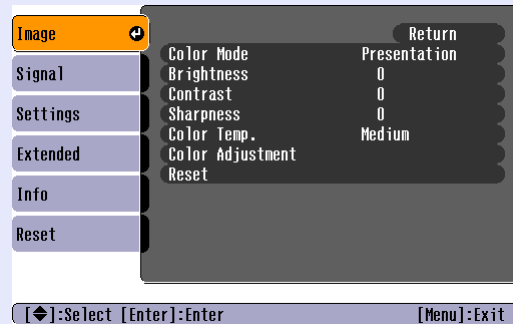 Image
Signal
Settings
Extended
Info
Reset
Return
Color Mode Presentation
Brightness 0
Contrast 0
Sharpness 0
Color Temp. Medium
Color Adjustment
Reset
[◆]:Select [Enter]:Enter [Menu]:Exit